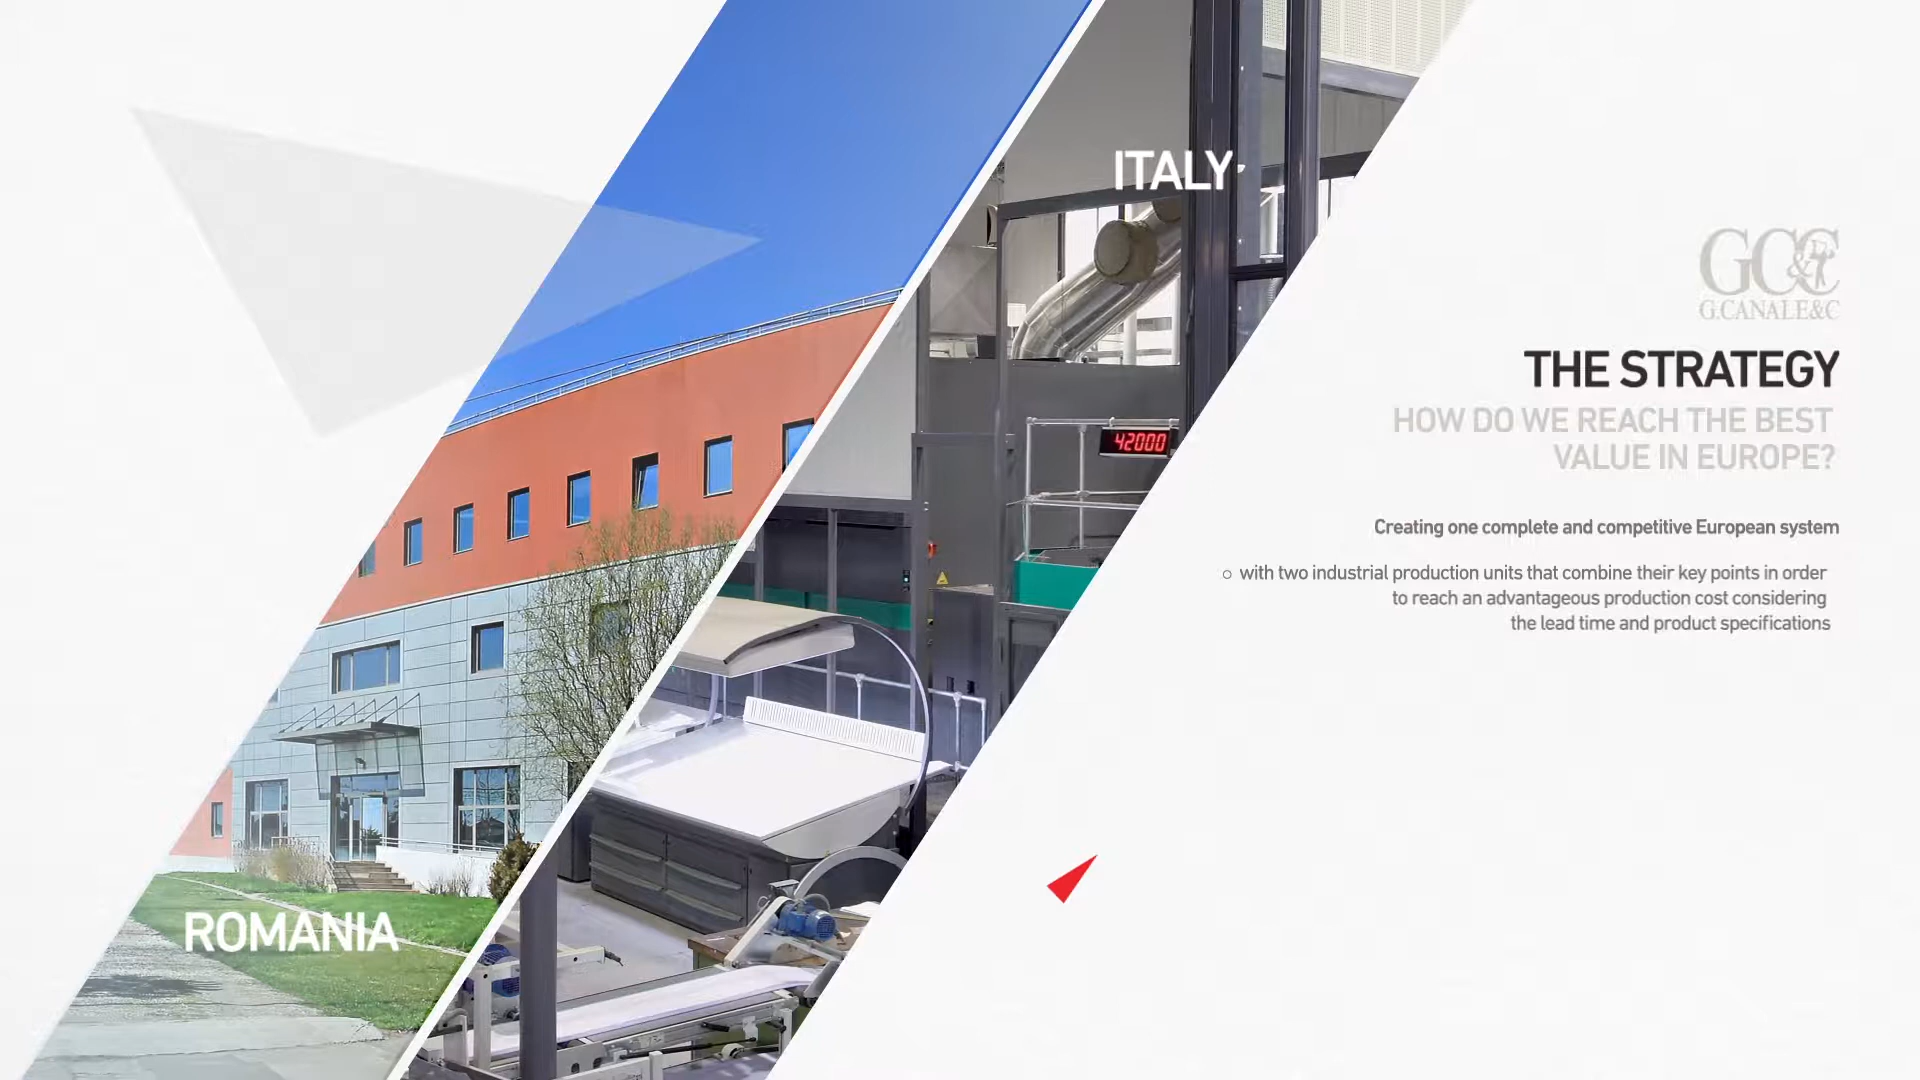 ITALY
GC&C
G.CANALE&C
THE STRATEGY
HOW DO WE REACH THE BEST
VALUE IN EUROPE?
42000
Creating one complete and competitive European system
○ with two industrial production units that combine their key points in order
to reach an advantageous production cost considering
the lead time and product specifications
ROMANIA